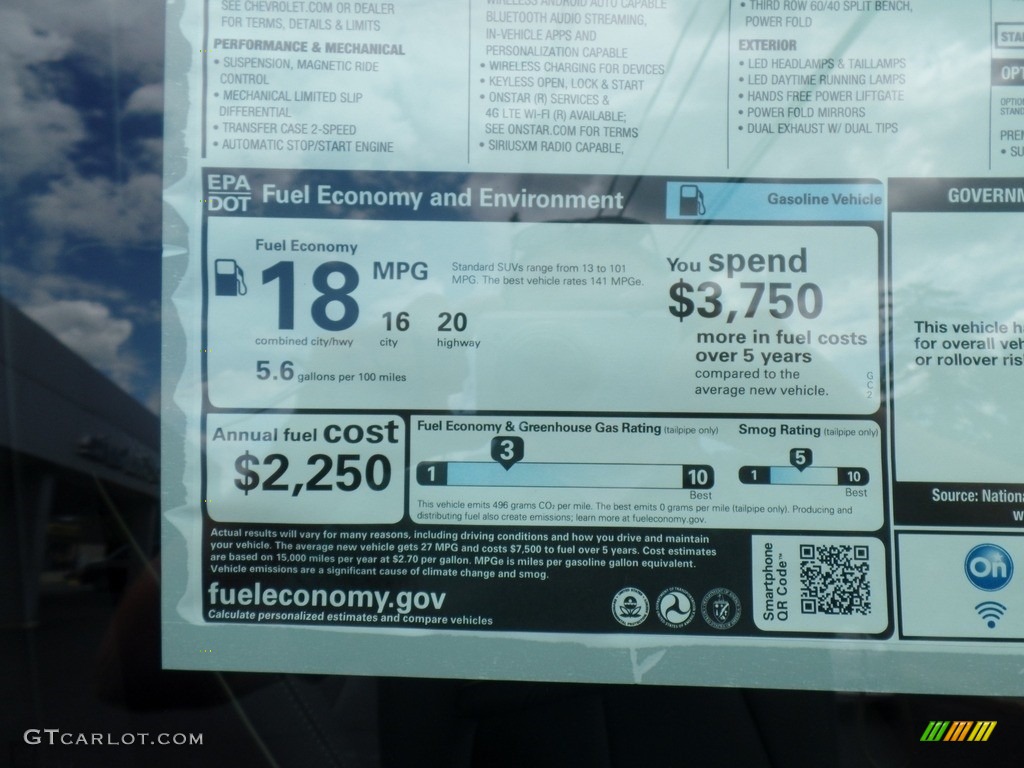 SEE CHEVROLET.COM OR DEALER
FOR TERMS, DETAILS & LIMITS
PERFORMANCE & MECHANICAL
• SUSPENSION, MAGNETIC RIDE
CONTROL
• MECHANICAL LIMITED SLIP
DIFFERENTIAL
• TRANSFER CASE 2-SPEED
• AUTOMATIC STOP/START ENGINE
WIRELESS ANDROID AUTO CAPABLE
BLUETOOTH AUDIO STREAMING,
IN-VEHICLE APPS AND
PERSONALIZATION CAPABLE
• WIRELESS CHARGING FOR DEVICES
• KEYLESS OPEN, LOCK & START
• ONSTAR (R) SERVICES &
4G LTE WI-FI (R) AVAILABLE;
SEE ONSTAR.COM FOR TERMS
• SIRIUSXM RADIO CAPABLE,
• THIRD ROW 60/40 SPLIT BENCH,
POWER FOLD
EXTERIOR
• LED HEADLAMPS & TAILLAMPS
• LED DAYTIME RUNNING LAMPS
• HANDS FREE POWER LIFTGATE
• POWER FOLD MIRRORS
• DUAL EXHAUST W/ DUAL TIPS
EPA
DOT
Fuel Economy and Environment
Gasoline Vehicle
Fuel Economy
18 MPG
combined city/hwy
16
city
20
highway
5.6 gallons per 100 miles
Standard SUVs range from 13 to 101
MPG. The best vehicle rates 141 MPGe.
You spend
$3,750
more in fuel costs
over 5 years
compared to the
average new vehicle.
GC2
Annual fuel cost
$2,250
Fuel Economy & Greenhouse Gas Rating (tailpipe only)
3
1 10
Best
Smog Rating (tailpipe only)
5
1 10
Best
This vehicle emits 496 grams CO₂ per mile. The best emits 0 grams per mile (tailpipe only). Producing and
distributing fuel also create emissions; learn more at fueleconomy.gov.
Actual results will vary for many reasons, including driving conditions and how you drive and maintain
your vehicle. The average new vehicle gets 27 MPG and costs $7,500 to fuel over 5 years. Cost estimates
are based on 15,000 miles per year at $2.70 per gallon. MPGe is miles per gasoline gallon equivalent.
Vehicle emissions are a significant cause of climate change and smog.
fueleconomy.gov
Calculate personalized estimates and compare vehicles
Smartphone
QR Code™
GOVERNM
This vehicle h
for overall veh
or rollover ris
Source: Nationa
On
GTCARLOT.COM